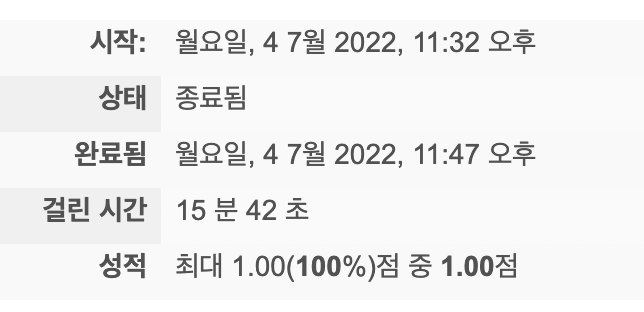 시작: 월요일, 4 7월 2022, 11:32 오후
상태 종료됨
완료됨 월요일, 4 7월 2022, 11:47 오후
걸린 시간 15 분 42 초
성적 최대 1.00(100%)점 중 1.00점